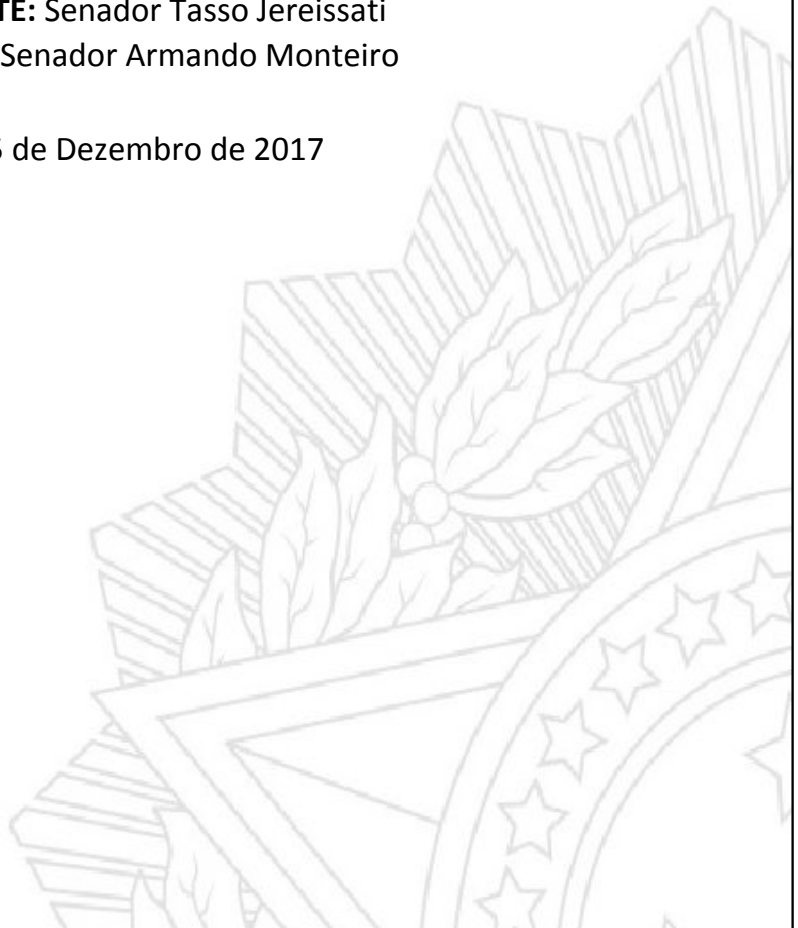 TE: Senador Tasso Jereissati
Senador Armando Monteiro
de Dezembro de 2017